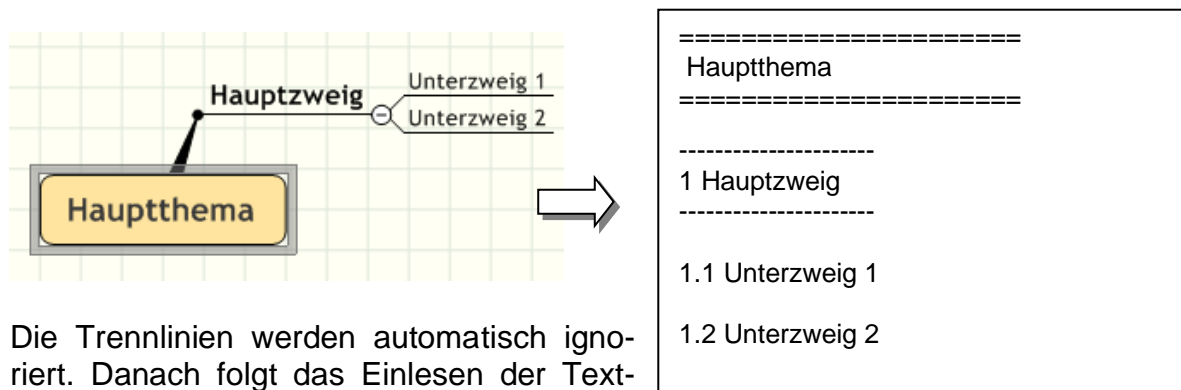 Hauptzweig
Unterzweig 1
Unterzweig 2
Hauptthema
======================
Hauptthema
======================
----------------------
1 Hauptzweig
----------------------
1.1 Unterzweig 1
1.2 Unterzweig 2
Die Trennlinien werden automatisch igno-
riert. Danach folgt das Einlesen der Text-